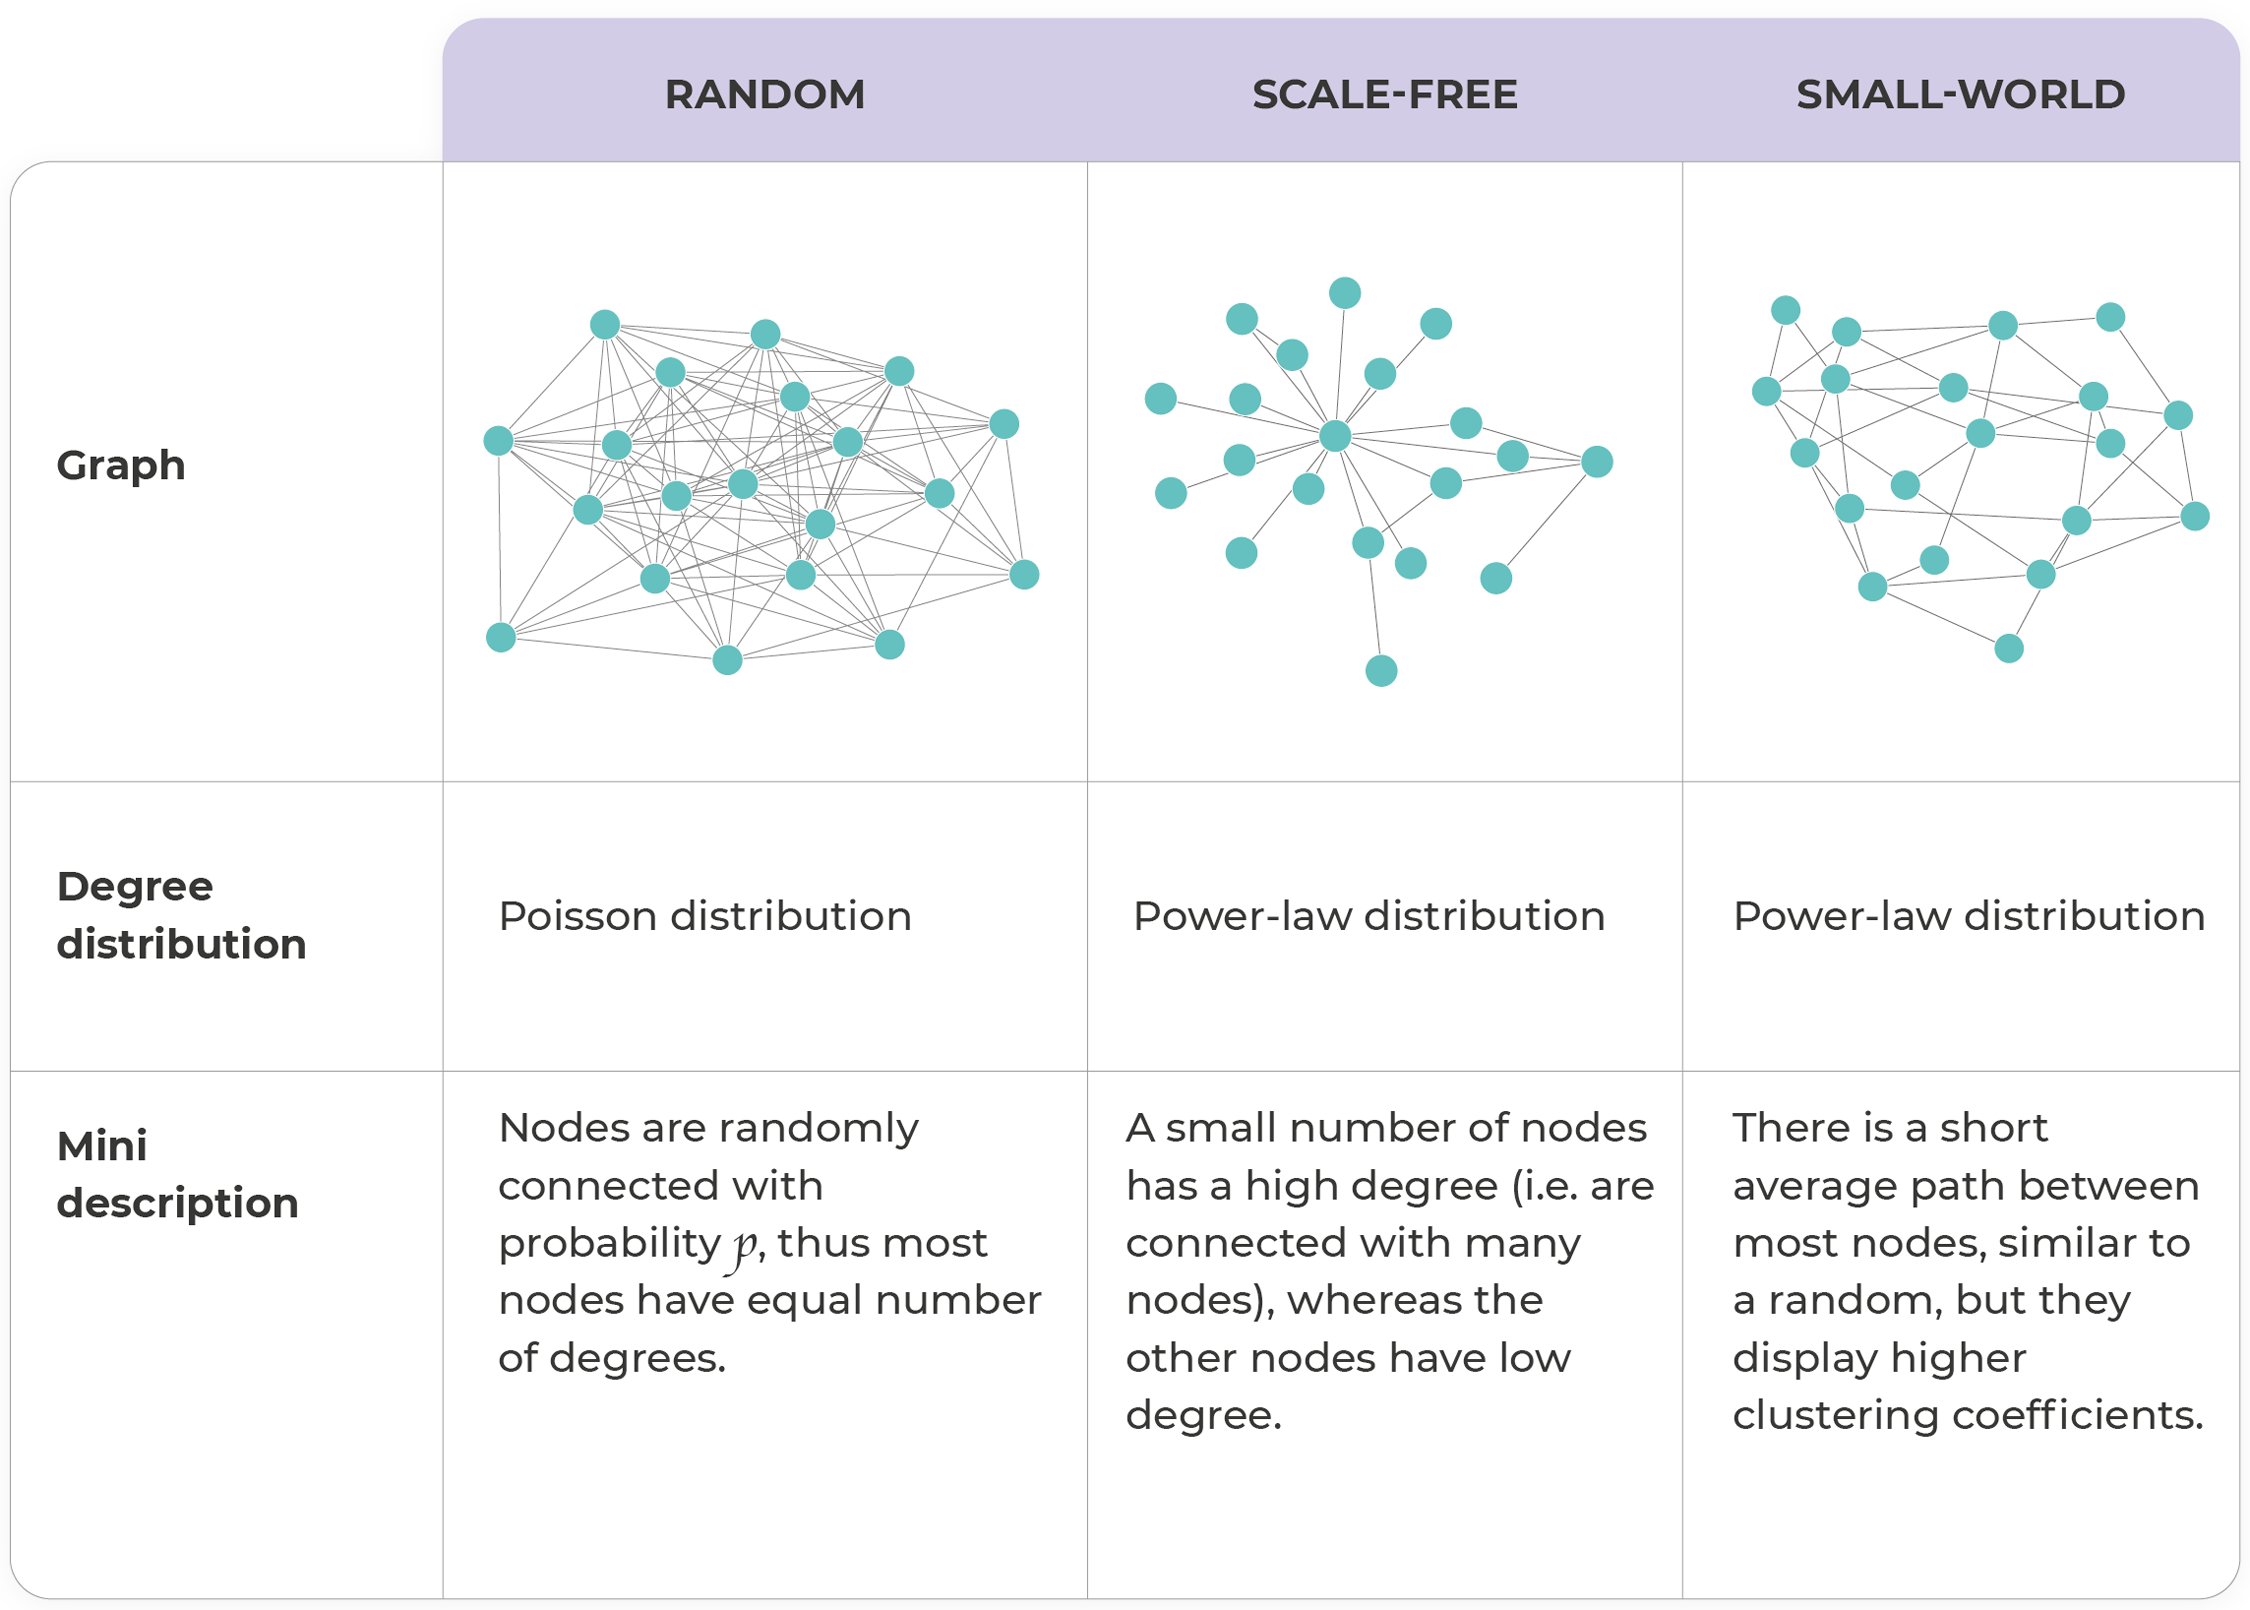 RANDOM
SCALE-FREE
SMALL-WORLD
Graph
Degree
distribution
Poisson distribution
Power-law distribution
Power-law distribution
Mini
description
Nodes are randomly
connected with
probability p, thus most
nodes have equal number
of degrees.
A small number of nodes
has a high degree (i.e. are
connected with many
nodes), whereas the
other nodes have low
degree.
There is a short
average path between
most nodes, similar to
a random, but they
display higher
clustering coefficients.